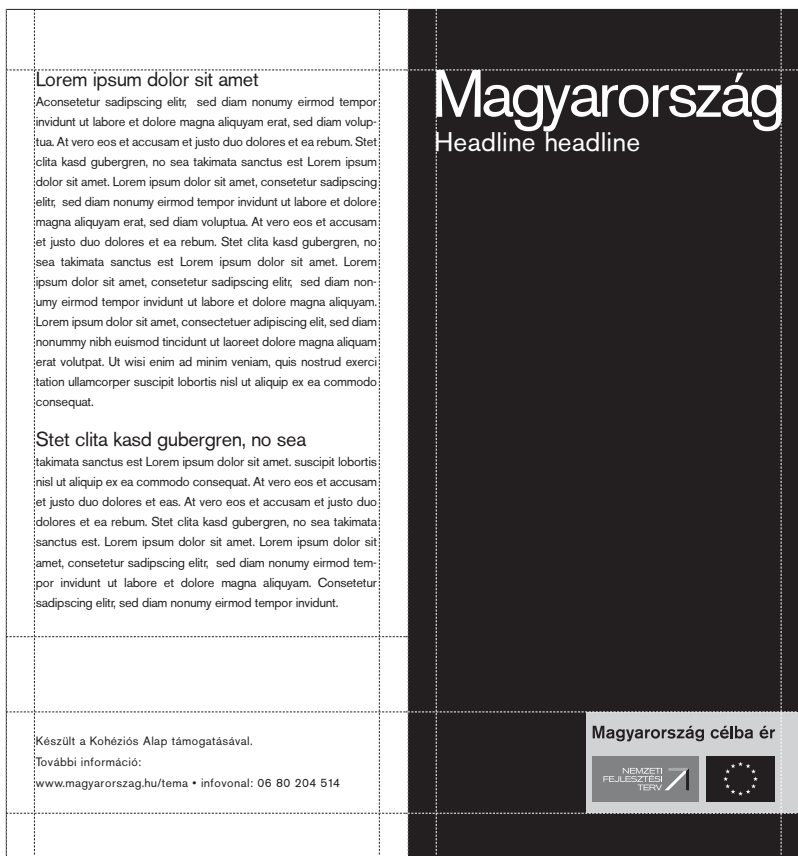 Lorem ipsum dolor sit amet
Aconsetetur sadipscing elitr, sed diam nonumy eirmod tempor
invidunt ut labore et dolore magna aliquyam erat, sed diam volup-
tua. At vero eos et accusam et justo duo dolores et ea rebum. Stet
clita kasd gubergren, no sea takimata sanctus est Lorem ipsum
dolor sit amet. Lorem ipsum dolor sit amet, consetetur sadipscing
elitr, sed diam nonumy eirmod tempor invidunt ut labore et dolore
magna aliquyam erat, sed diam voluptua. At vero eos et accusam
et justo duo dolores et ea rebum. Stet clita kasd gubergren, no
sea takimata sanctus est Lorem ipsum dolor sit amet. Lorem
ipsum dolor sit amet, consetetur sadipscing elitr, sed diam non-
umy eirmod tempor invidunt ut labore et dolore magna aliquyam.
Lorem ipsum dolor sit amet, consectetuer adipiscing elit, sed diam
nonummy nibh euismod tincidunt ut laoreet dolore magna aliquam
erat volutpat. Ut wisi enim ad minim veniam, quis nostrud exerci
tation ullamcorper suscipit lobortis nisl ut aliquip ex ea commodo
consequat.
Stet clita kasd gubergren, no sea
takimata sanctus est Lorem ipsum dolor sit amet. suscipit lobortis
nisl ut aliquip ex ea commodo consequat. At vero eos et accusam
et justo duo dolores et eas. At vero eos et accusam et justo duo
dolores et ea rebum. Stet clita kasd gubergren, no sea takimata
sanctus est. Lorem ipsum dolor sit amet. Lorem ipsum dolor sit
amet, consetetur sadipscing elitr, sed diam nonumy eirmod tem-
por invidunt ut labore et dolore magna aliquyam. Consetetur
sadipscing elitr, sed diam nonumy eirmod tempor invidunt.
Készült a Kohéziós Alap támogatásával.
További információ:
www.magyarorszag.hu/tema • infovonal: 06 80 204 514
Magyarország
Headline headline
Magyarország célba ér
NEMZETI
FEJLESZTÉSI
TERV